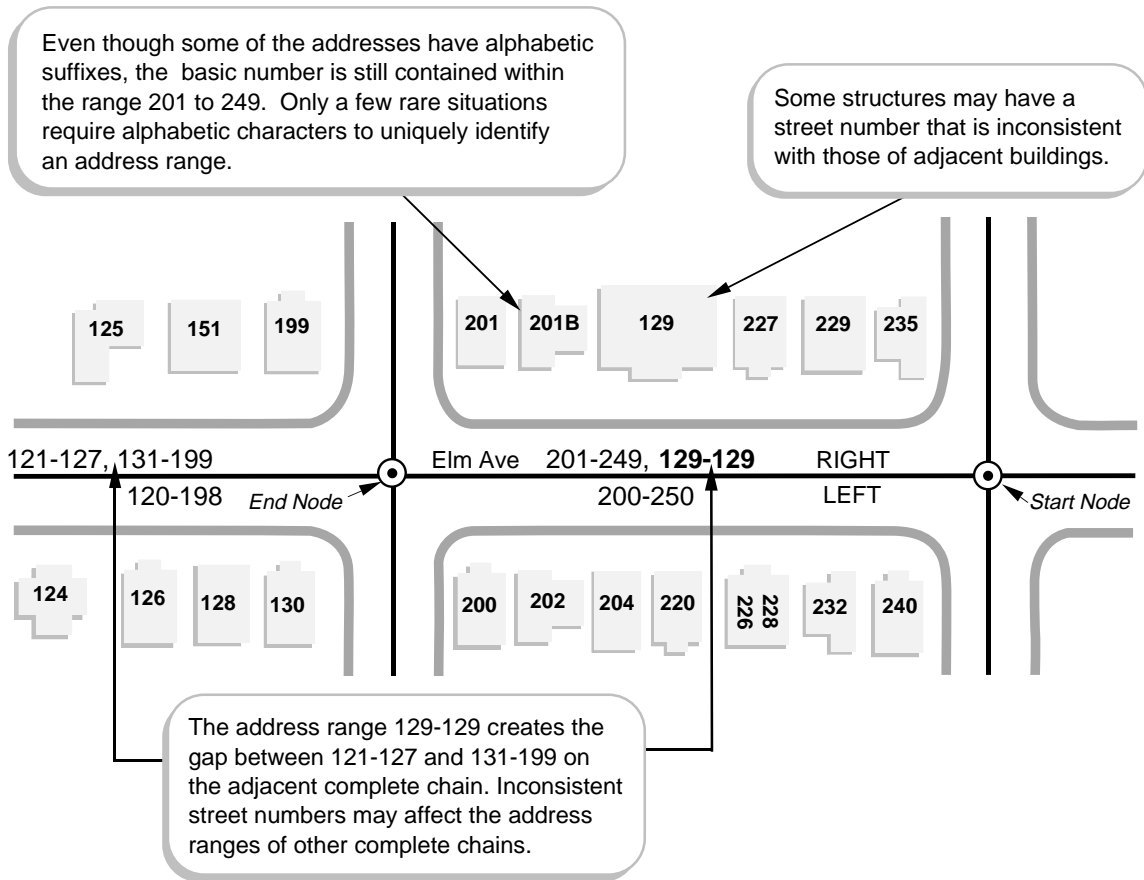 Even though some of the addresses have alphabetic
suffixes, the basic number is still contained within
the range 201 to 249. Only a few rare situations
require alphabetic characters to uniquely identify
an address range.
Some structures may have a
street number that is inconsistent
with those of adjacent buildings.
125 151 199 201 201B 129 227 229 235
121-127, 131-199 Elm Ave 201-249, 129-129 RIGHT
120-198 End Node 200-250 LEFT Start Node
124 126 128 130 200 202 204 220 226 228 232 240
The address range 129-129 creates the
gap between 121-127 and 131-199 on
the adjacent complete chain. Inconsistent
street numbers may affect the address
ranges of other complete chains.